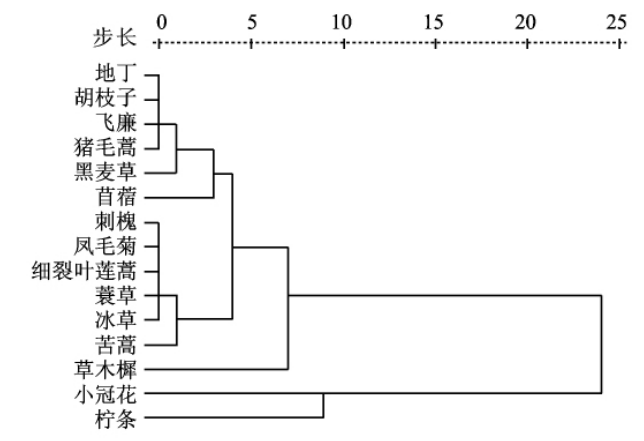 步长 0 5 10 15 20 25
地丁
胡枝子
飞廉
猪毛蒿
黑麦草
苜蓿
刺槐
凤毛菊
细裂叶莲蒿
蓑草
冰草
苦蒿
草木樨
小冠花
柠条